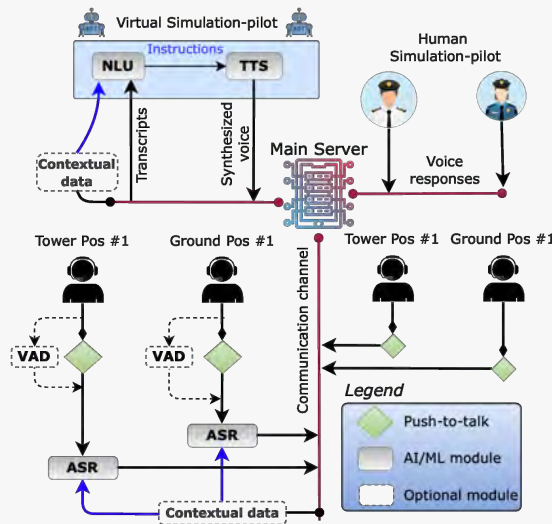 Virtual Simulation-pilot
Instructions
NLU
TTS
Human
Simulation-pilot
Contextual
data
Transcripts
Synthesized
voice
Main Server
Voice
responses
Tower Pos #1
Ground Pos #1
Tower Pos #1
Ground Pos #1
Communication channel
VAD
VAD
ASR
ASR
Contextual data
Legend
Push-to-talk
AI/ML module
Optional module